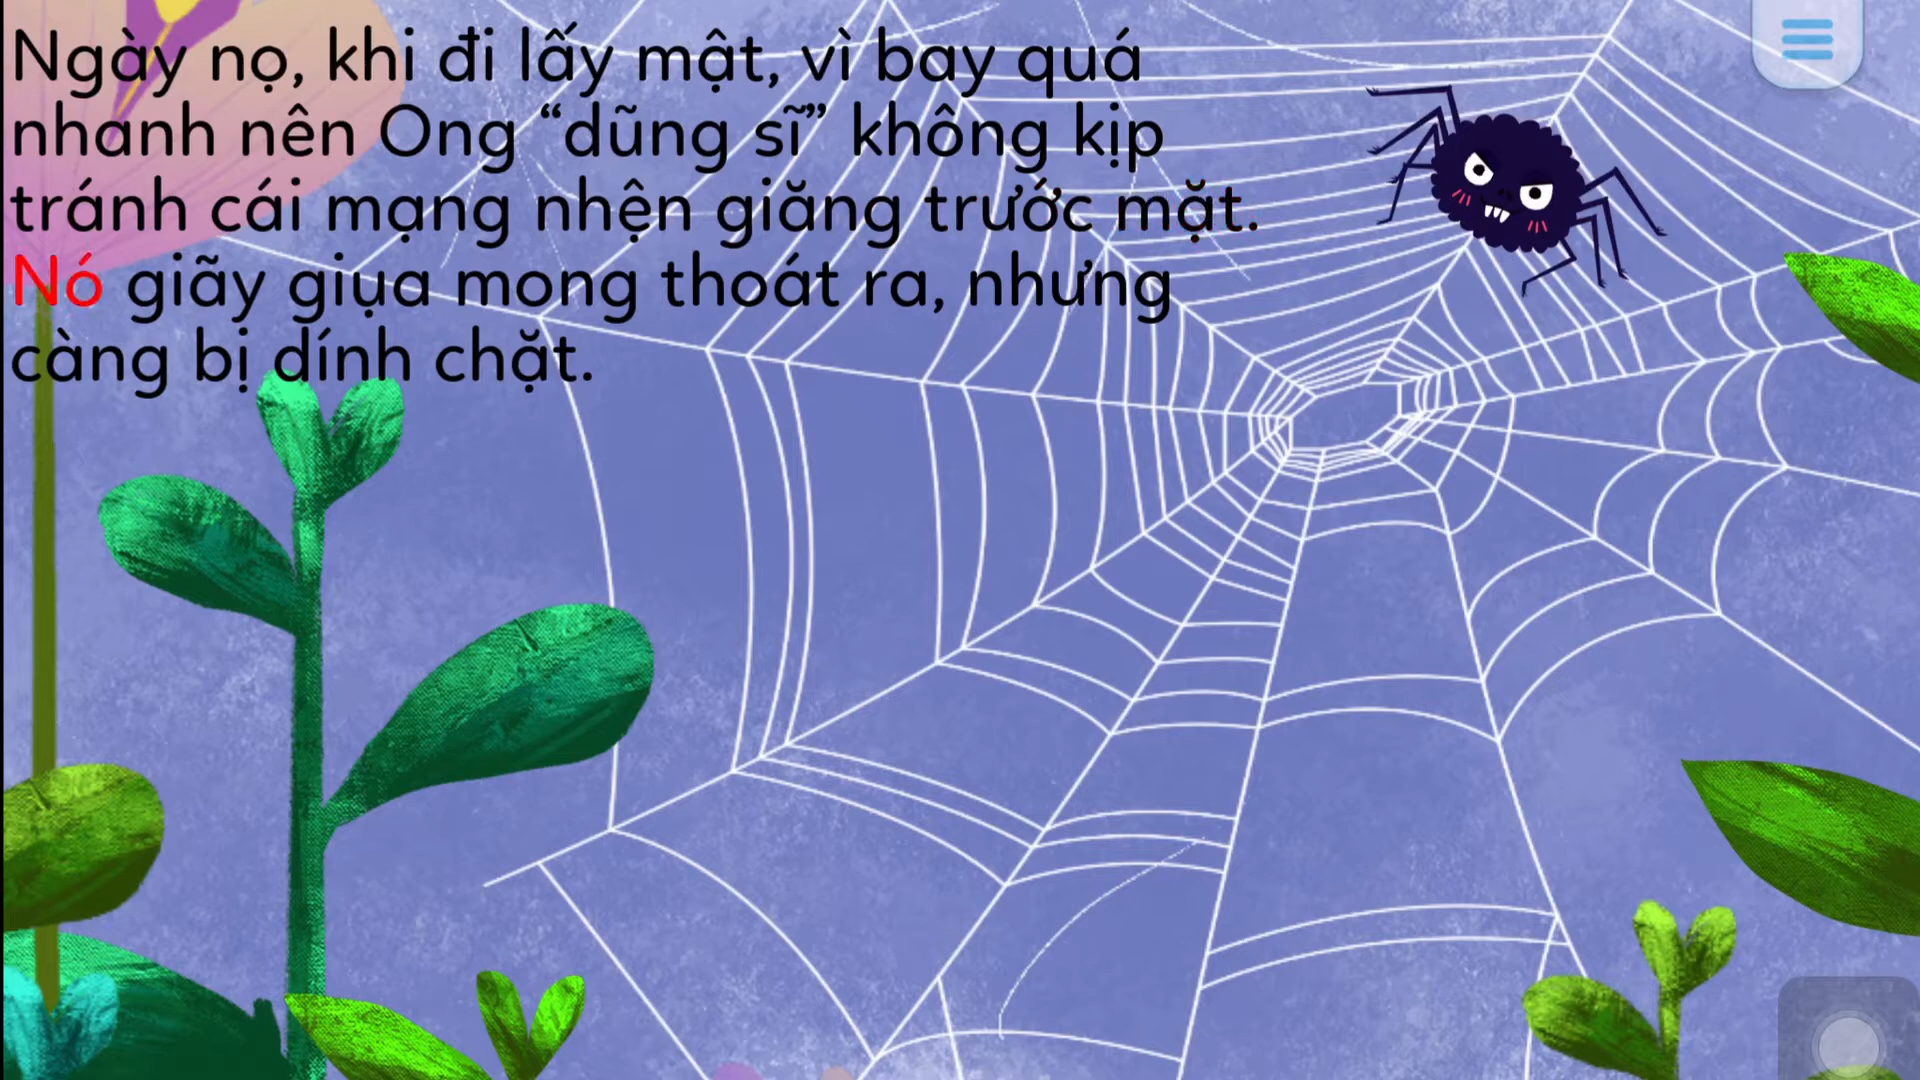 Ngày nọ, khi đi lấy mật, vì bay quá
nhanh nên Ong “dũng sĩ” không kịp
tránh cái mạng nhện giăng trước mặt.
Nó giãy giụa mong thoát ra, nhưng
càng bị dính chặt.